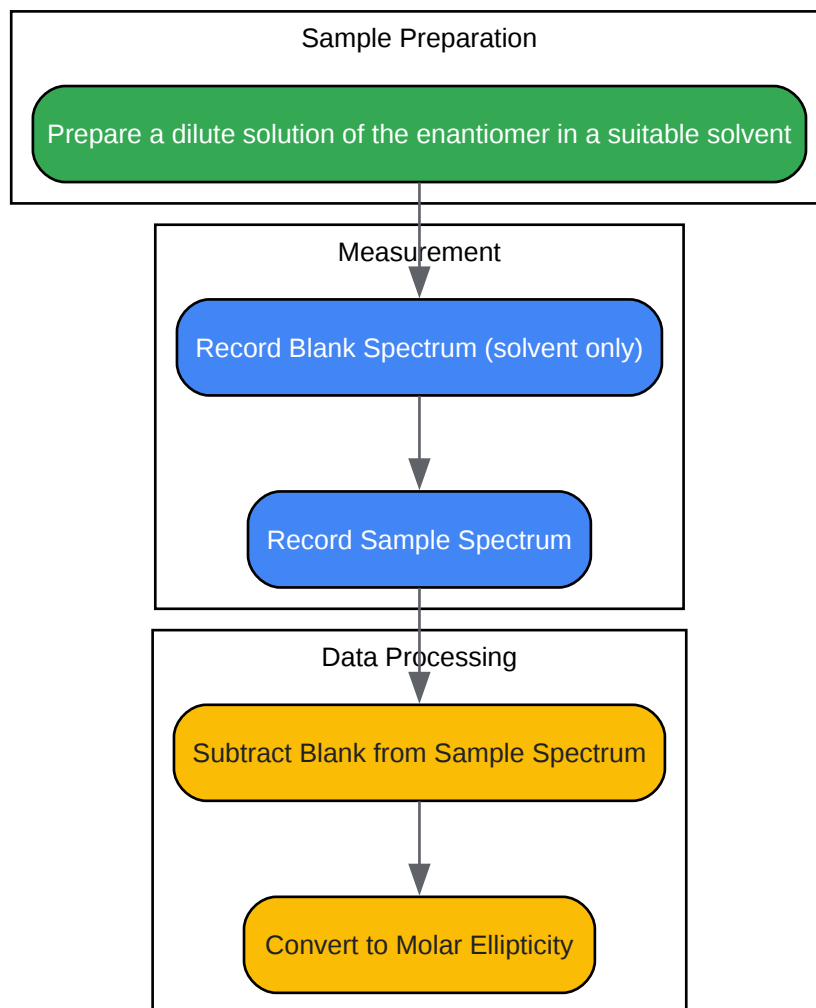 Sample Preparation
Prepare a dilute solution of the enantiomer in a suitable solvent
Measurement
Record Blank Spectrum (solvent only)
Record Sample Spectrum
Data Processing
Subtract Blank from Sample Spectrum
Convert to Molar Ellipticity